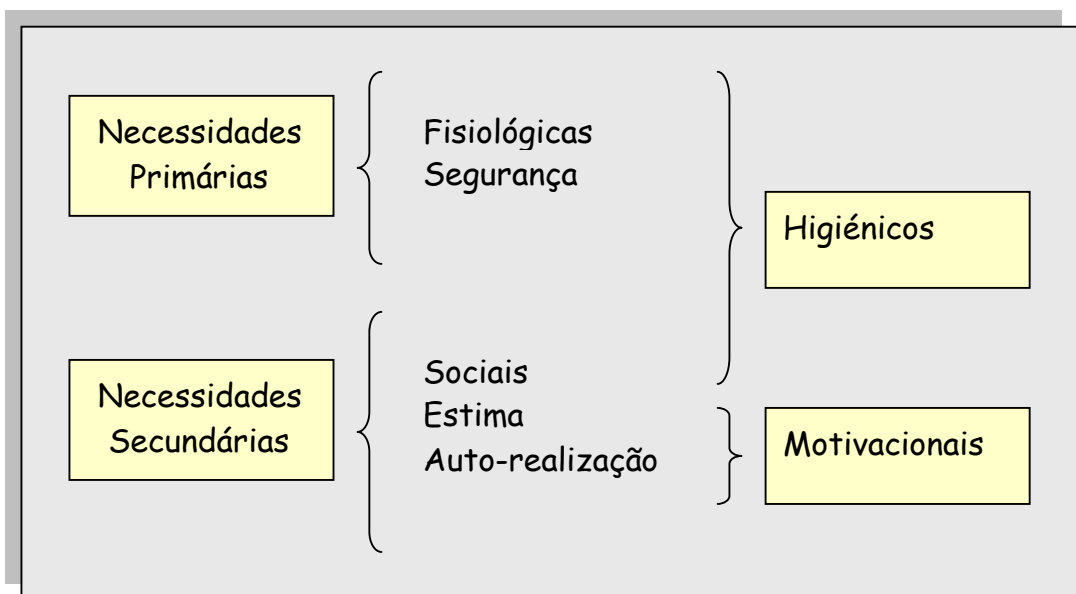 Necessidades
Primárias
Fisiológicas
Segurança
Higiénicos
Necessidades
Secundárias
Sociais
Estima
Auto-realização
Motivacionais